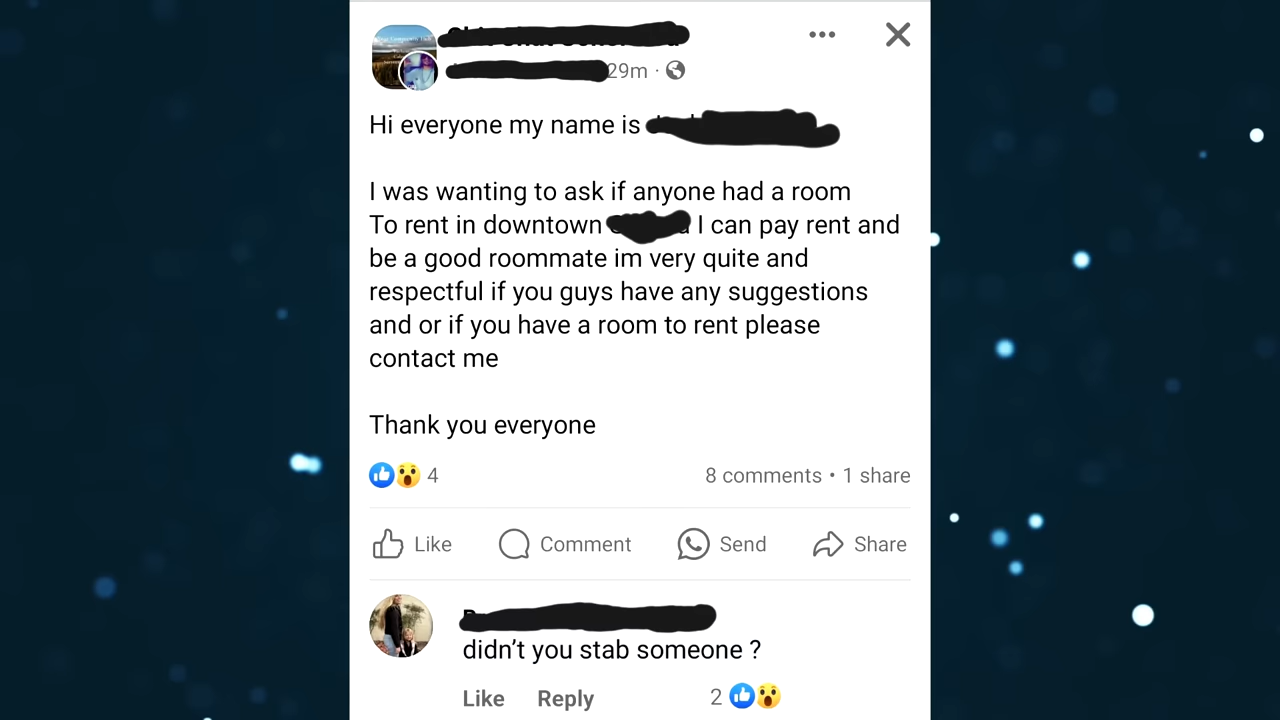 29m
Hi everyone my name is
I was wanting to ask if anyone had a room
To rent in downtown I can pay rent and
be a good roommate im very quite and
respectful if you guys have any suggestions
and or if you have a room to rent please
contact me
Thank you everyone
4 8 comments • 1 share
Like Comment Send Share
didn't you stab someone ?
Like Reply 2